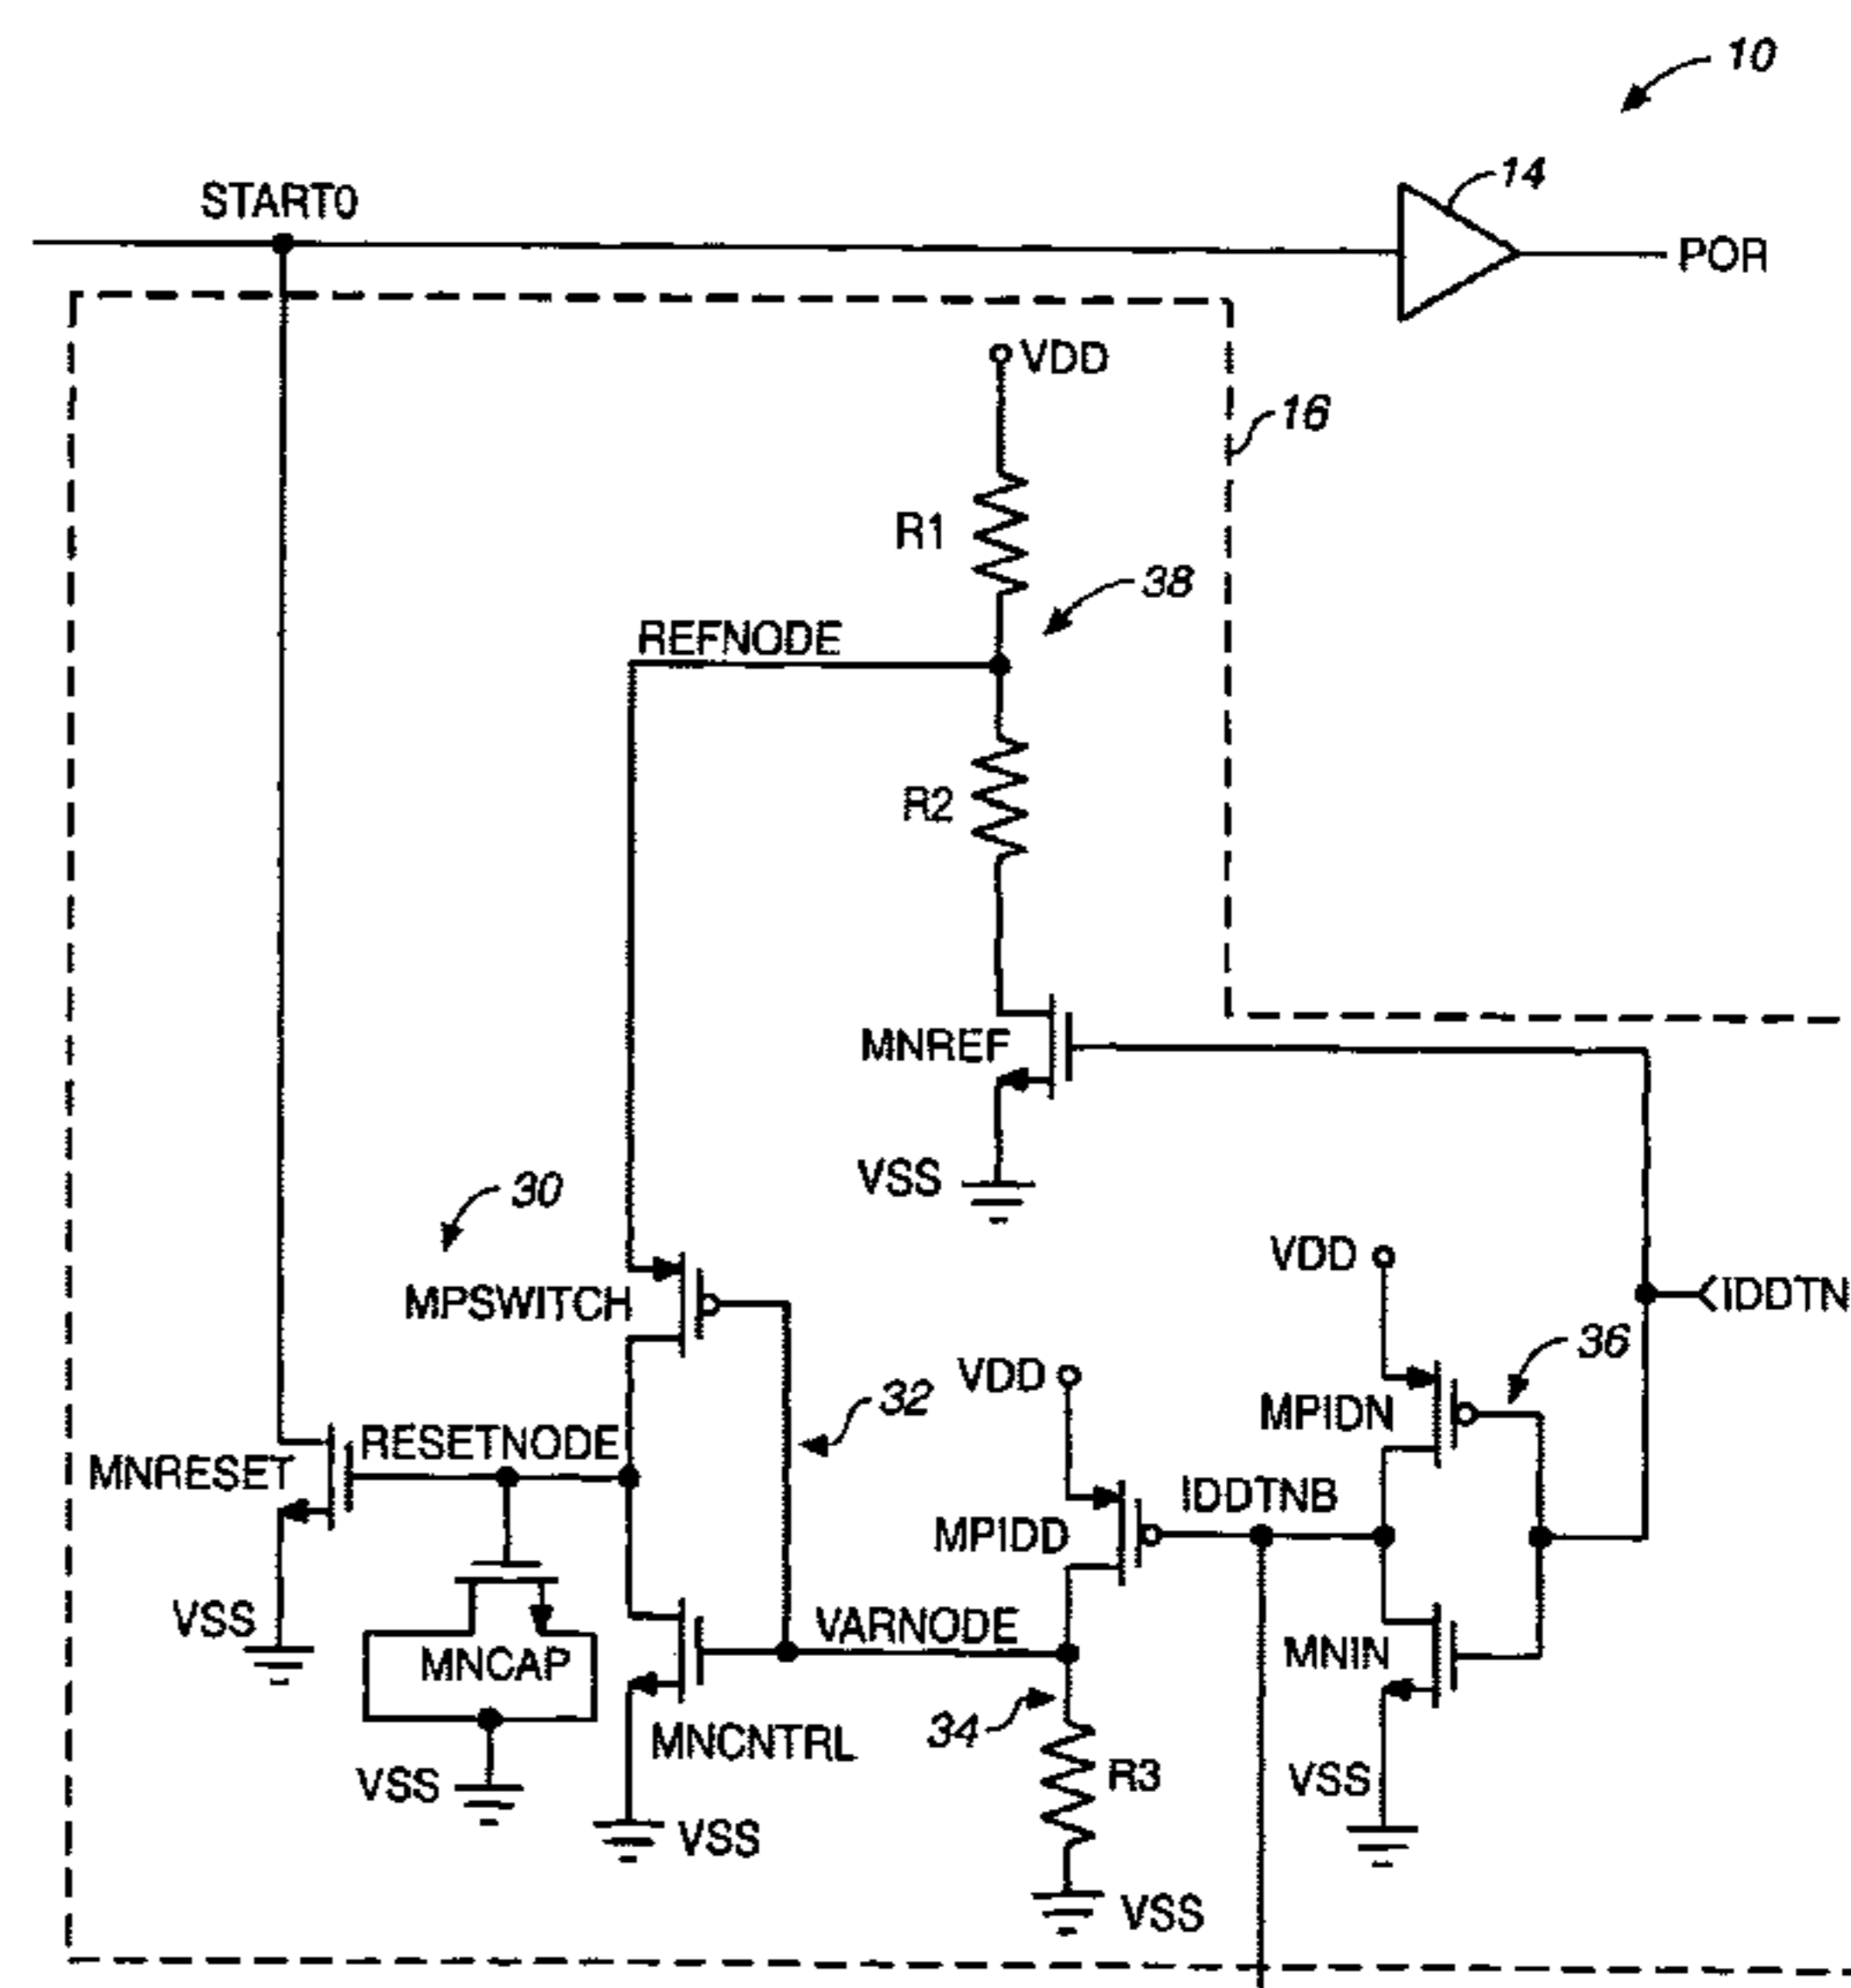 10
14
START0
POR
VDD
16
R1
38
REFNODE
R2
MNREF
VSS
30
VDD
IDDTN
MPSWITCH
36
VDD
32
MPIDN
RESETNODE
MNRESET
IDDTNB
MPIDD
VSS
VARNODE
MNCAP
MNIN
34
MNCNTRL
R3
VSS
VSS
VSS
VSS